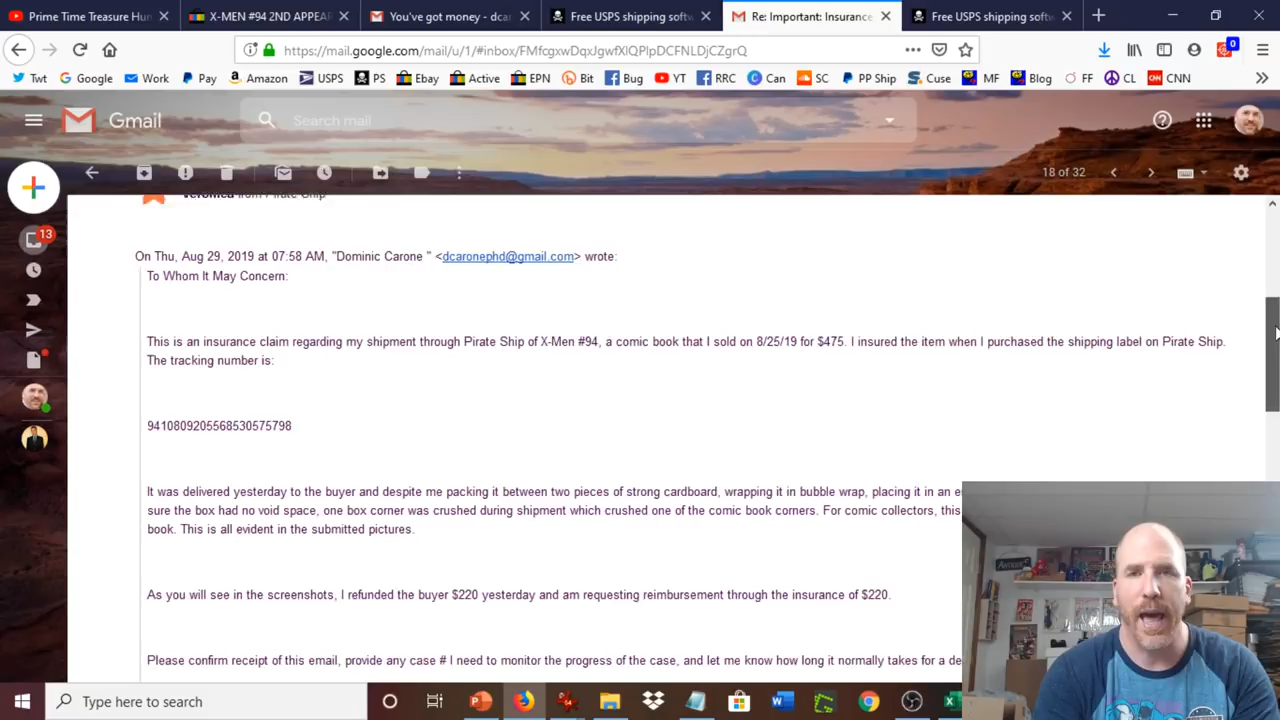 Prime Time Treasure Hun
X-MEN #94 2ND APPEAR
You've got money - dca
Free USPS shipping softw
Re: Important: Insurance
Free USPS shipping softw
https://mail.google.com/mail/u/1/#inbox/FMfcgxwDqxJgwfXlQPlpDCFNLDjCZgrQ
0
Twt
Google
Work
Pay
Amazon
USPS
PS
Ebay
Active
EPN
Bit
Bug
YT
RRC
Can
SC
PP Ship
Cuse
MF
Blog
FF
CL
CNN
Gmail
Search mail
18 of 32
13
Veronica from Pirate Ship
On Thu, Aug 29, 2019 at 07:58 AM, "Dominic Carone " <dcaronephd@gmail.com> wrote:
To Whom It May Concern:
This is an insurance claim regarding my shipment through Pirate Ship of X-Men #94, a comic book that I sold on 8/25/19 for $475. I insured the item when I purchased the shipping label on Pirate Ship.
The tracking number is:
9410809205568530575798
It was delivered yesterday to the buyer and despite me packing it between two pieces of strong cardboard, wrapping it in bubble wrap, placing it in an e
sure the box had no void space, one box corner was crushed during shipment which crushed one of the comic book corners. For comic collectors, this
book. This is all evident in the submitted pictures.
As you will see in the screenshots, I refunded the buyer $220 yesterday and am requesting reimbursement through the insurance of $220.
Please confirm receipt of this email, provide any case # I need to monitor the progress of the case, and let me know how long it normally takes for a de
Type here to search